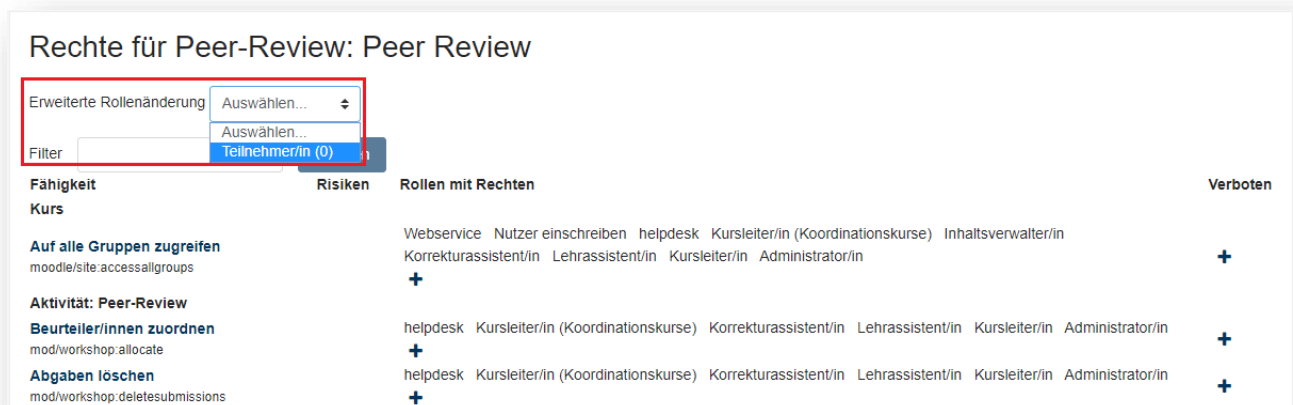 Rechte für Peer-Review: Peer Review
Erweiterte Rollenänderung Auswählen...
Auswählen...
Filter Teilnehmer/in (0)
Fähigkeit Risiken Rollen mit Rechten Verboten
Kurs
Auf alle Gruppen zugreifen
moodle/site:accessallgroups
Webservice Nutzer einschreiben helpdesk Kursleiter/in (Koordinationskurse) Inhaltsverwalter/in
Korrekturassistent/in Lehrassistent/in Kursleiter/in Administrator/in
Aktivität: Peer-Review
Beurteiler/innen zuordnen
mod/workshop:allocate
helpdesk Kursleiter/in (Koordinationskurse) Korrekturassistent/in Lehrassistent/in Kursleiter/in Administrator/in
Abgaben löschen
mod/workshop:deletesubmissions
helpdesk Kursleiter/in (Koordinationskurse) Korrekturassistent/in Lehrassistent/in Kursleiter/in Administrator/in